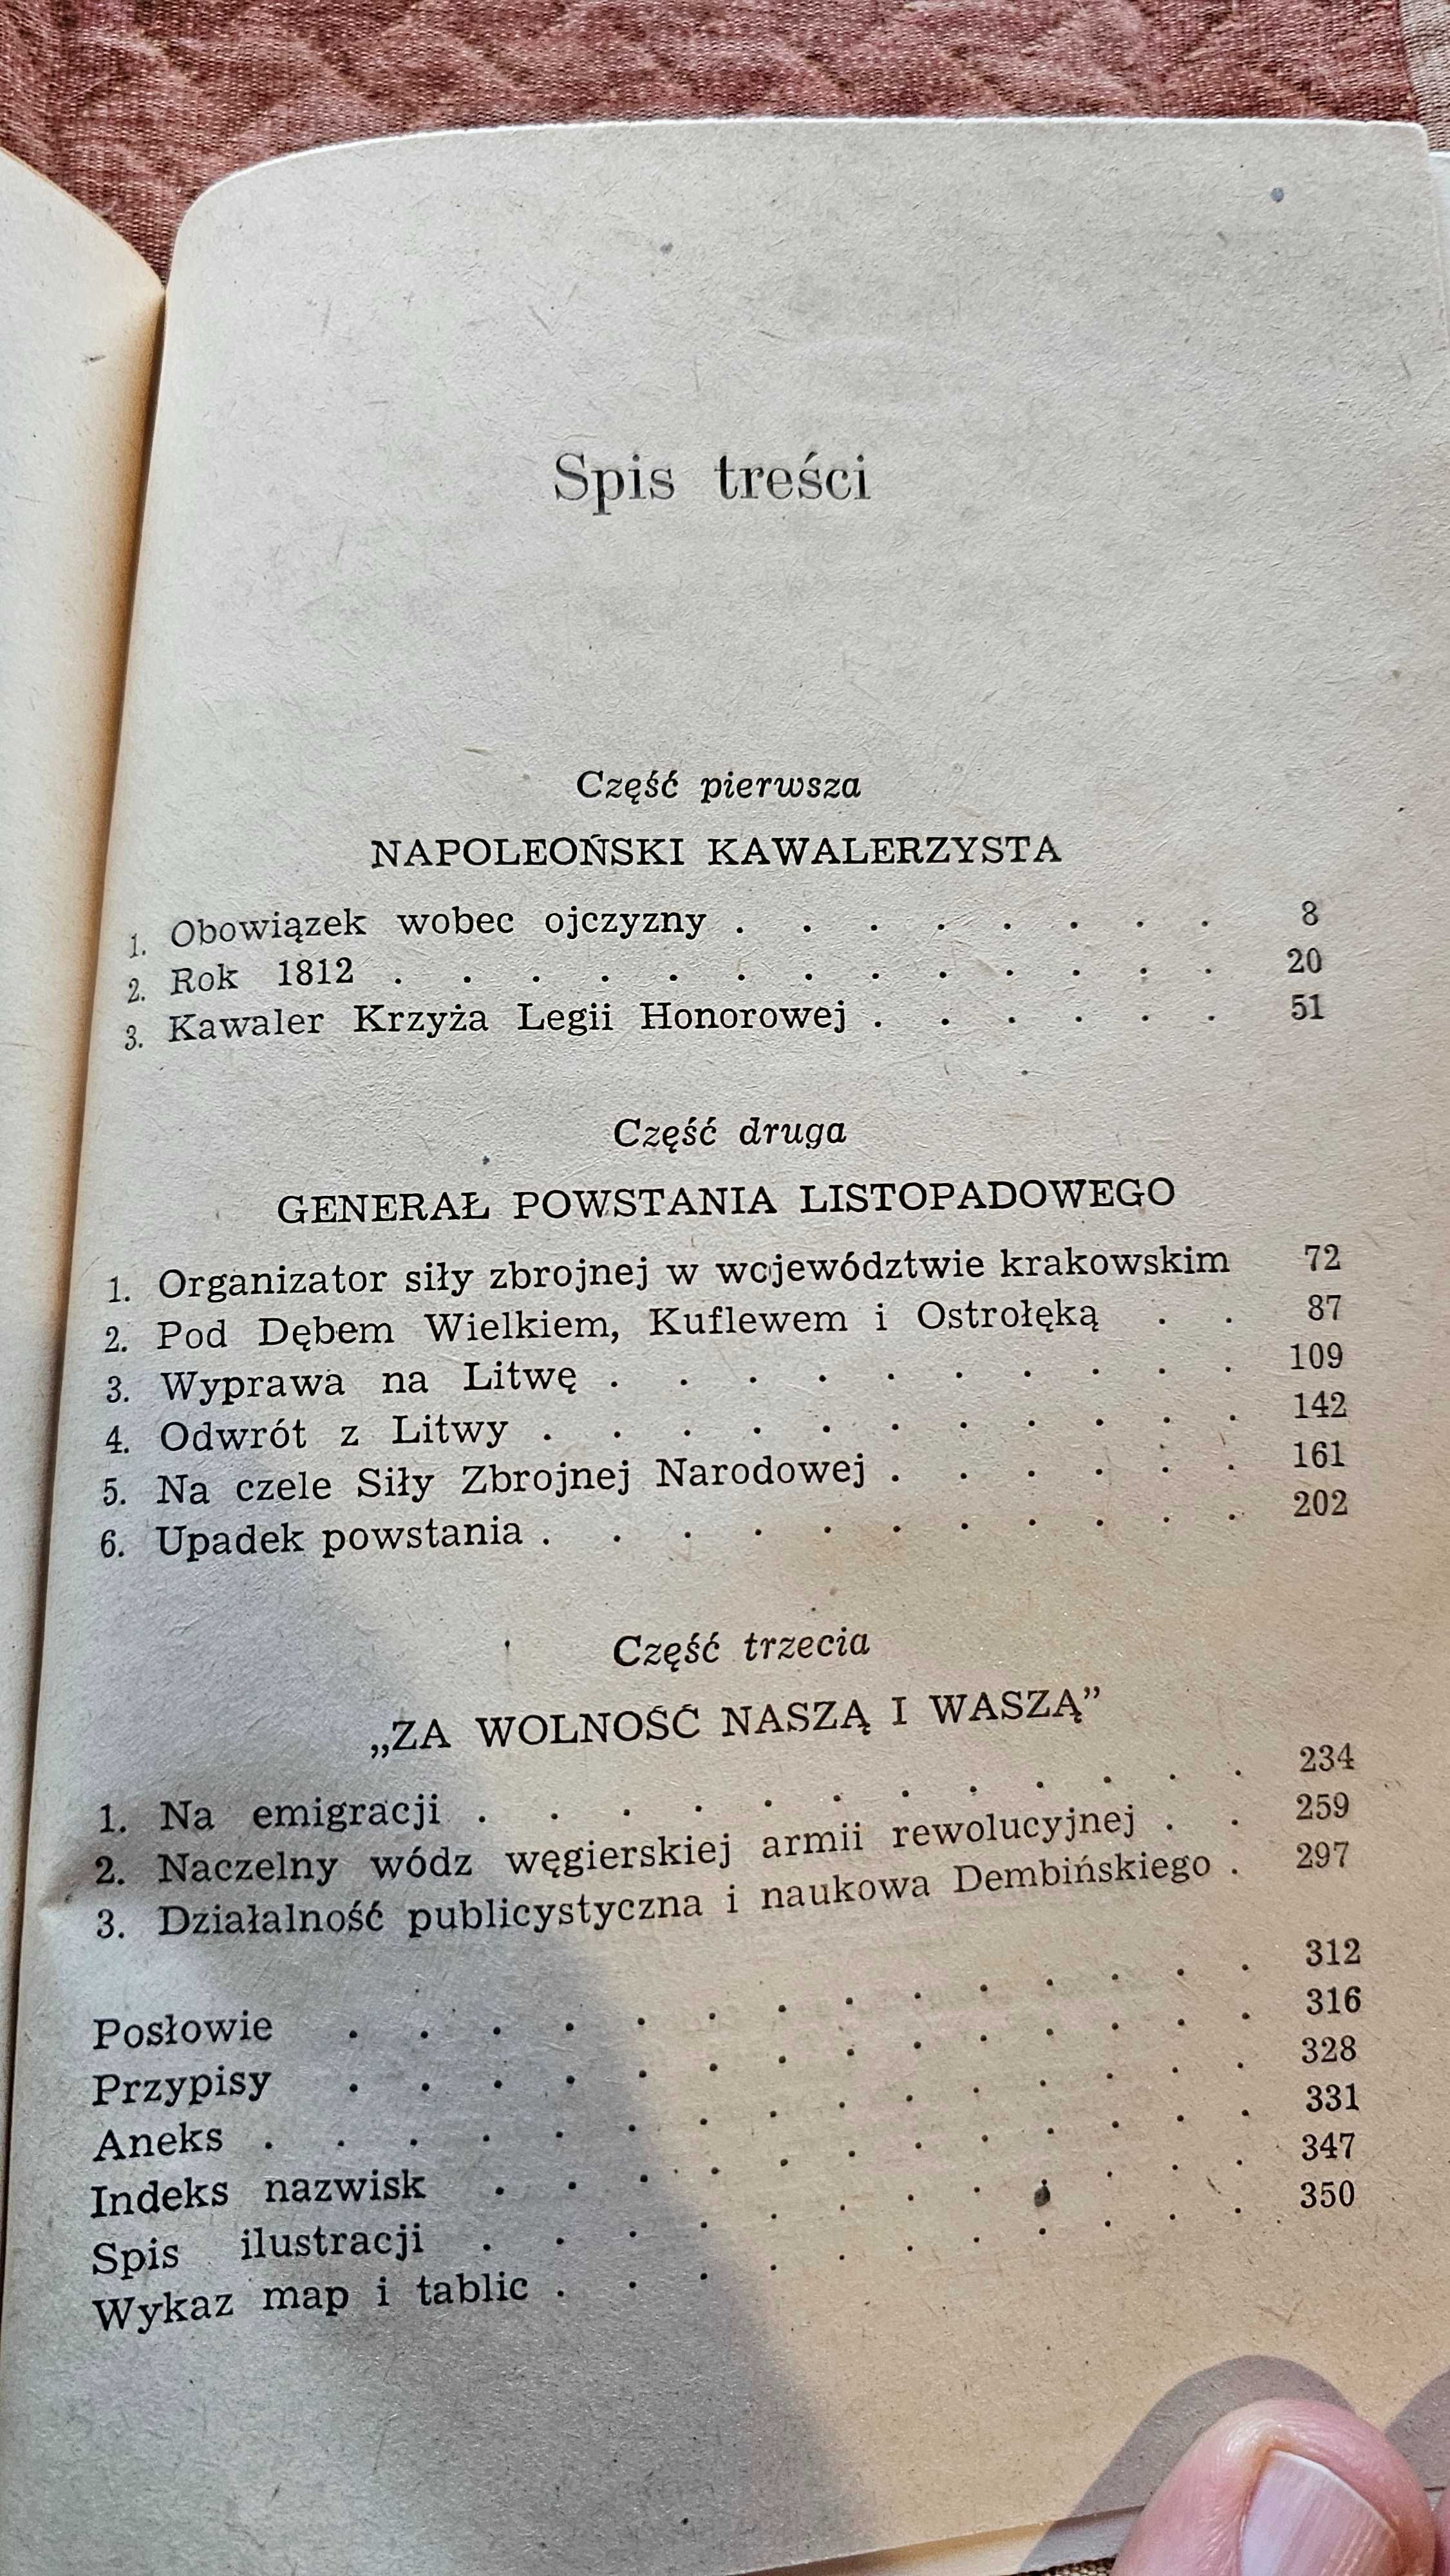 Spis treści
Część pierwsza
NAPOLEOŃSKI KAWALERZYSTA
1. Obowiązek wobec ojczyzny . . . . . . . . 8
2. Rok 1812 . . . . . . . . . . . . . 20
3. Kawaler Krzyża Legii Honorowej . . . . . . 51
Część druga
GENERAŁ POWSTANIA LISTOPADOWEGO
1. Organizator siły zbrojnej w województwie krakowskim 72
2. Pod Dębem Wielkiem, Kuflewem i Ostrołęką . . 87
3. Wyprawa na Litwę . . . . . . . . . . 109
4. Odwrót z Litwy . . . . . . . . . . . 142
5. Na czele Siły Zbrojnej Narodowej . . . . . . 161
6. Upadek powstania . . . . . . . . . . . 202
Część trzecia
„ZA WOLNOŚĆ NASZĄ I WASZĄ”
1. Na emigracji . . . . . . . . . . . . 234
2. Naczelny wódz węgierskiej armii rewolucyjnej . . 259
3. Działalność publicystyczna i naukowa Dembińskiego . 297
Posłowie . . . . . . . . . . . . . . 312
Przypisy . . . . . . . . . . . . . . 316
Aneks . . . . . . . . . . . . . . . 328
Indeks nazwisk . . . . . . . . . . . . 331
Spis ilustracji . . . . . . . . . . . . 347
Wykaz map i tablic . . . . . . . . . . . 350